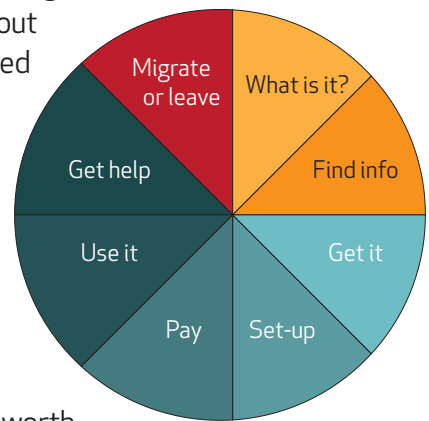 out
ed
Migrate
or leave
What is it?
Get help
Find info
Use it
Get it
Pay
Set-up
worth